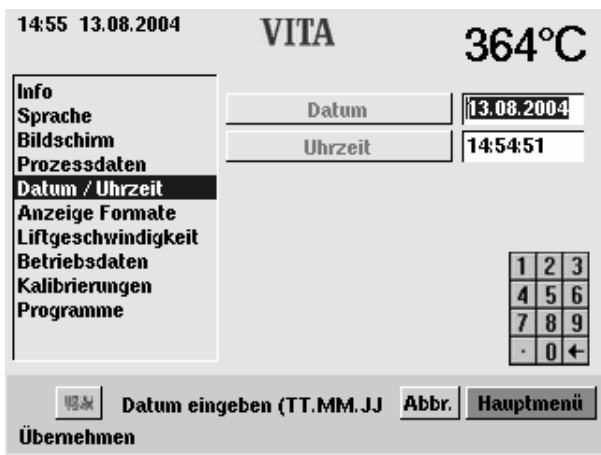 14:55 13.08.2004
VITA
364°C
Info
Sprache
Bildschirm
Prozessdaten
Datum / Uhrzeit
Anzeige Formate
Liftgeschwindigkeit
Betriebsdaten
Kalibrierungen
Programme
Datum
13.08.2004
Uhrzeit
14:54:51
1 2 3
4 5 6
7 8 9
. 0 ←
Datum eingeben (TT.MM.JJ
Abbr.
Hauptmenü
Übernehmen